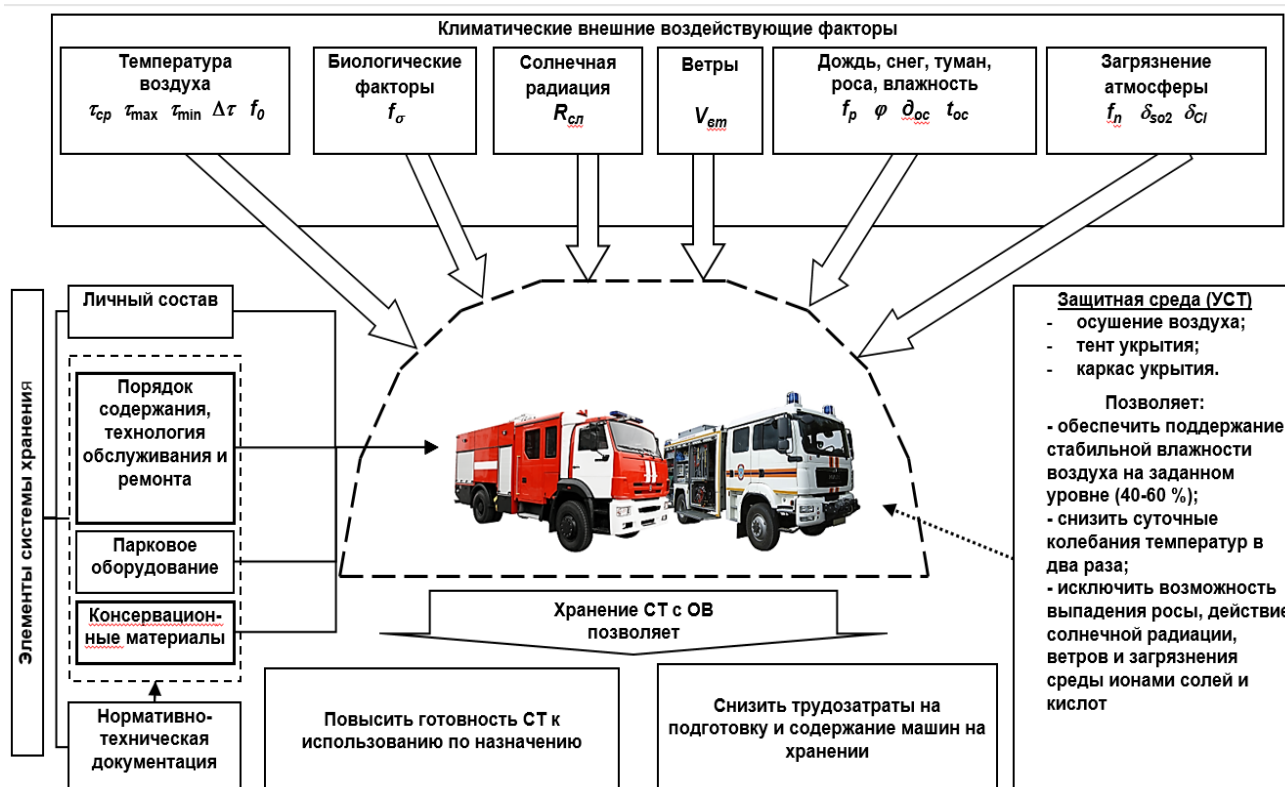 Климатические внешние воздействующие факторы
Температура
воздуха
τср τmax τmin Δτ f0
Биологические
факторы
fσ
Солнечная
радиация
Rсл
Ветры
Vвт
Дождь, снег, туман,
роса, влажность
fр φ дос tос
Загрязнение
атмосферы
fп δso2 δCl
Элементы системы хранения
Личный состав
Порядок
содержания,
технология
обслуживания и
ремонта
Парковое
оборудование
Консервацион-
ные материалы
Нормативно-
техническая
документация
Хранение СТ с ОВ
позволяет
Повысить готовность СТ к
использованию по назначению
Снизить трудозатраты на
подготовку и содержание машин на
хранении
Защитная среда (УСТ)
- осушение воздуха;
- тент укрытия;
- каркас укрытия.
Позволяет:
- обеспечить поддержание
стабильной влажности
воздуха на заданном
уровне (40-60 %);
- снизить суточные
колебания температур в
два раза;
- исключить возможность
выпадения росы, действие
солнечной радиации,
ветров и загрязнения
среды ионами солей и
кислот